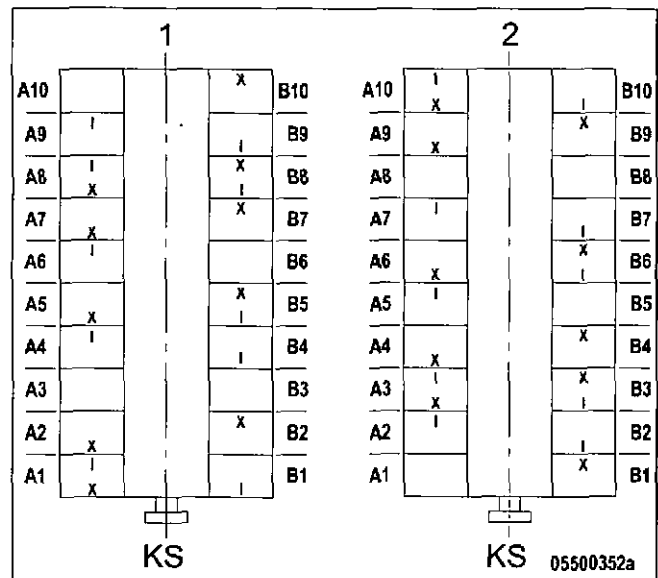 1 2
X I
A10 B10 A10 B10
X I
I X
A9 B9 A9 B9
I X
I X
A8 B8 A8 B8
X I
X I
A7 B7 A7 B7
X I
I X
A6 B6 A6 B6
X I
X I
A5 B5 A5 B5
X I
I X
A4 B4 A4 B4
I X
I X
A3 B3 A3 B3
X I
X I
A2 B2 A2 B2
X I
I X
A1 B1 A1 B1
X I
KS KS 05500352a